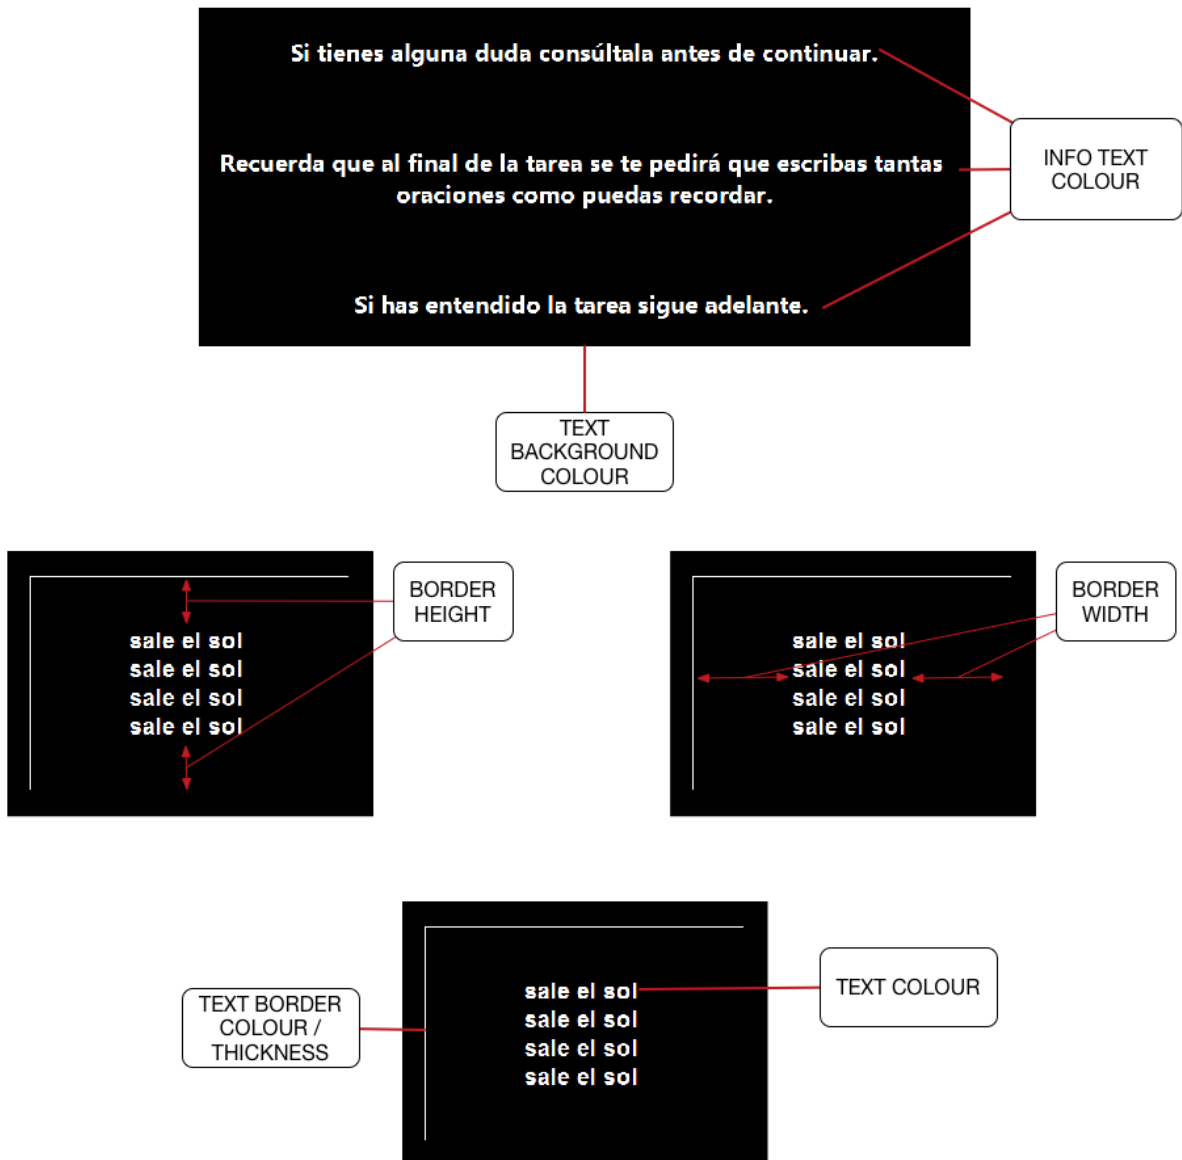 Si tienes alguna duda consúltala antes de continuar.
Recuerda que al final de la tarea se te pedirá que escribas tantas
oraciones como puedas recordar.
Si has entendido la tarea sigue adelante.
INFO TEXT
COLOUR
TEXT
BACKGROUND
COLOUR
sale el sol
sale el sol
sale el sol
sale el sol
BORDER
HEIGHT
sale el sol
sale el sol
sale el sol
sale el sol
BORDER
WIDTH
TEXT BORDER
COLOUR /
THICKNESS
sale el sol
sale el sol
sale el sol
sale el sol
TEXT COLOUR